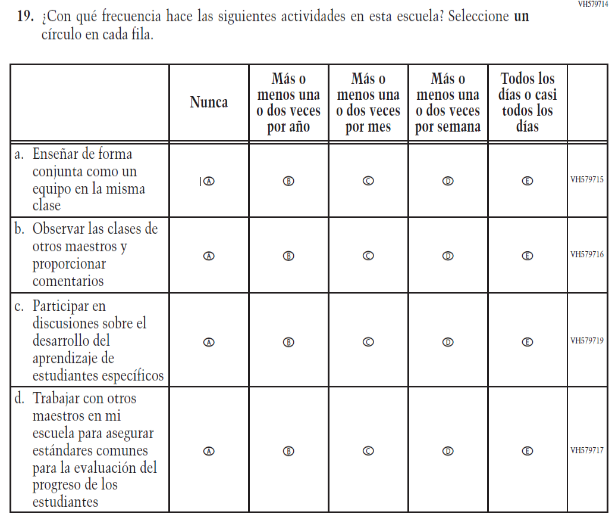 VH579714
19. ¿Con qué frecuencia hace las siguientes actividades en esta escuela? Seleccione un
círculo en cada fila.
Nunca
Más o
menos una
o dos veces
por año
Más o
menos una
o dos veces
por mes
Más o
menos una
o dos veces
por semana
Todos los
días o casi
todos los
días
a. Enseñar de forma
conjunta como un
equipo en la misma
clase
A B C D E VH579715
b. Observar las clases de
otros maestros y
proporcionar
comentarios
A B C D E VH579716
c. Participar en
discusiones sobre el
desarrollo del
aprendizaje de
estudiantes específicos
A B C D E VH579719
d. Trabajar con otros
maestros en mi
escuela para asegurar
estándares comunes
para la evaluación del
progreso de los
estudiantes
A B C D E VH579717